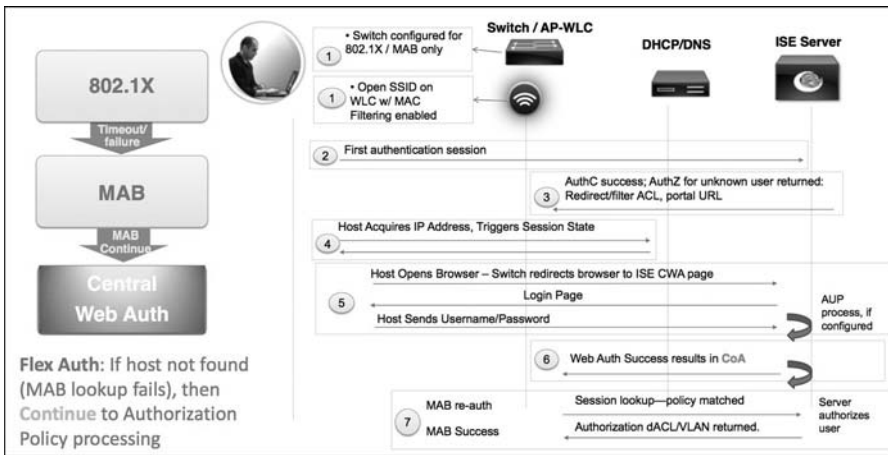 802.1X
Timeout/
failure
MAB
MAB
Continue
Central
Web Auth
Flex Auth: If host not found
(MAB lookup fails), then
Continue to Authorization
Policy processing
Switch / AP-WLC
DHCP/DNS
ISE Server
1
• Switch configured for
802.1X / MAB only
1
• Open SSID on
WLC w/ MAC
Filtering enabled
2
First authentication session
3
AuthC success; AuthZ for unknown user returned:
Redirect/filter ACL, portal URL
4
Host Acquires IP Address, Triggers Session State
5
Host Opens Browser – Switch redirects browser to ISE CWA page
Login Page
Host Sends Username/Password
AUP
process, if
configured
6
Web Auth Success results in CoA
7
MAB re-auth
MAB Success
Session lookup—policy matched
Authorization dACL/VLAN returned.
Server
authorizes
user